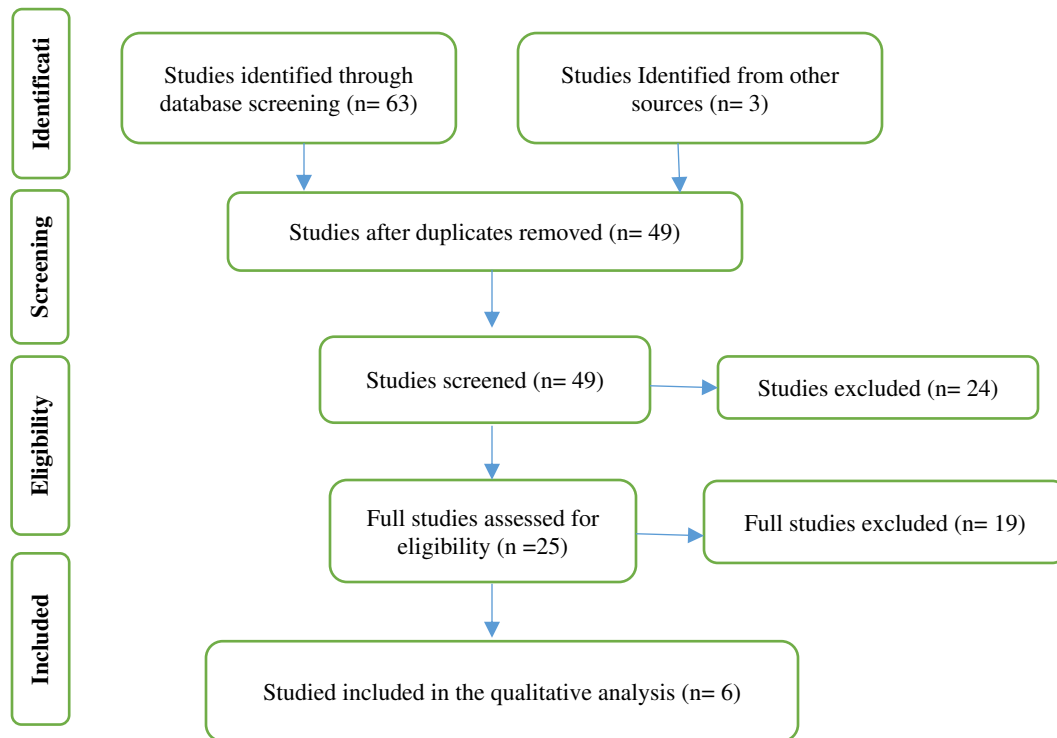 Identificati
Studies identified through
database screening (n= 63)
Studies Identified from other
sources (n= 3)
Screening
Studies after duplicates removed (n= 49)
Studies screened (n= 49)
Studies excluded (n= 24)
Eligibility
Full studies assessed for
eligibility (n =25)
Full studies excluded (n= 19)
Included
Studied included in the qualitative analysis (n= 6)